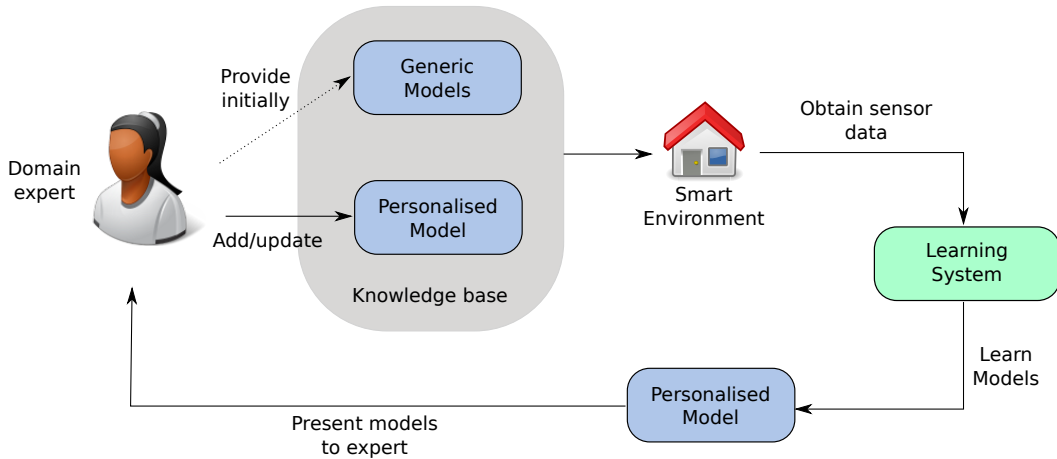 Generic
Models
Provide
initially
Domain
expert
Personalised
Model
Add/update
Knowledge base
Smart
Environment
Obtain sensor
data
Learning
System
Learn
Models
Personalised
Model
Present models
to expert